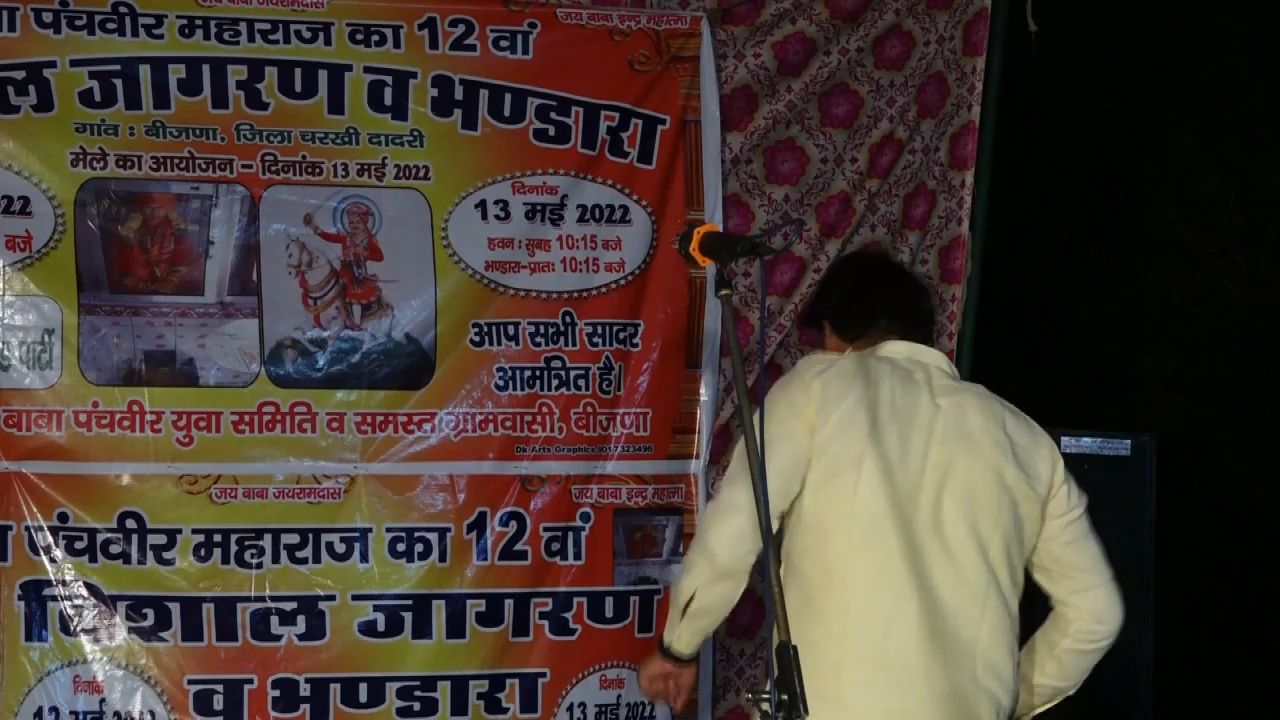 जय बाबा जयरामदास
जय बाबा इन्द्र महात्मा
पंचवीर महाराज का 12 वां
जागरण व भण्डारा
गांव : बीजणा, जिला चरखी दादरी
मेले का आयोजन – दिनांक 13 मई 2022
22
बजे
दिनांक
13 मई 2022
हवन : सुबह 10:15 बजे
भण्डारा-प्रातः 10:15 बजे
पार्टी
आप सभी सादर
आमंत्रित है।
बाबा पंचवीर युवा समिति व समस्त ग्रामवासी, बीजणा
Dk Arts Graphics 9017323496
जय बाबा जयरामदास
जय बाबा इन्द्र महात्मा
पंचवीर महाराज का 12 वां
विशाल जागरण
व भण्डारा
दिनांक
दिनांक
13 मई 2022